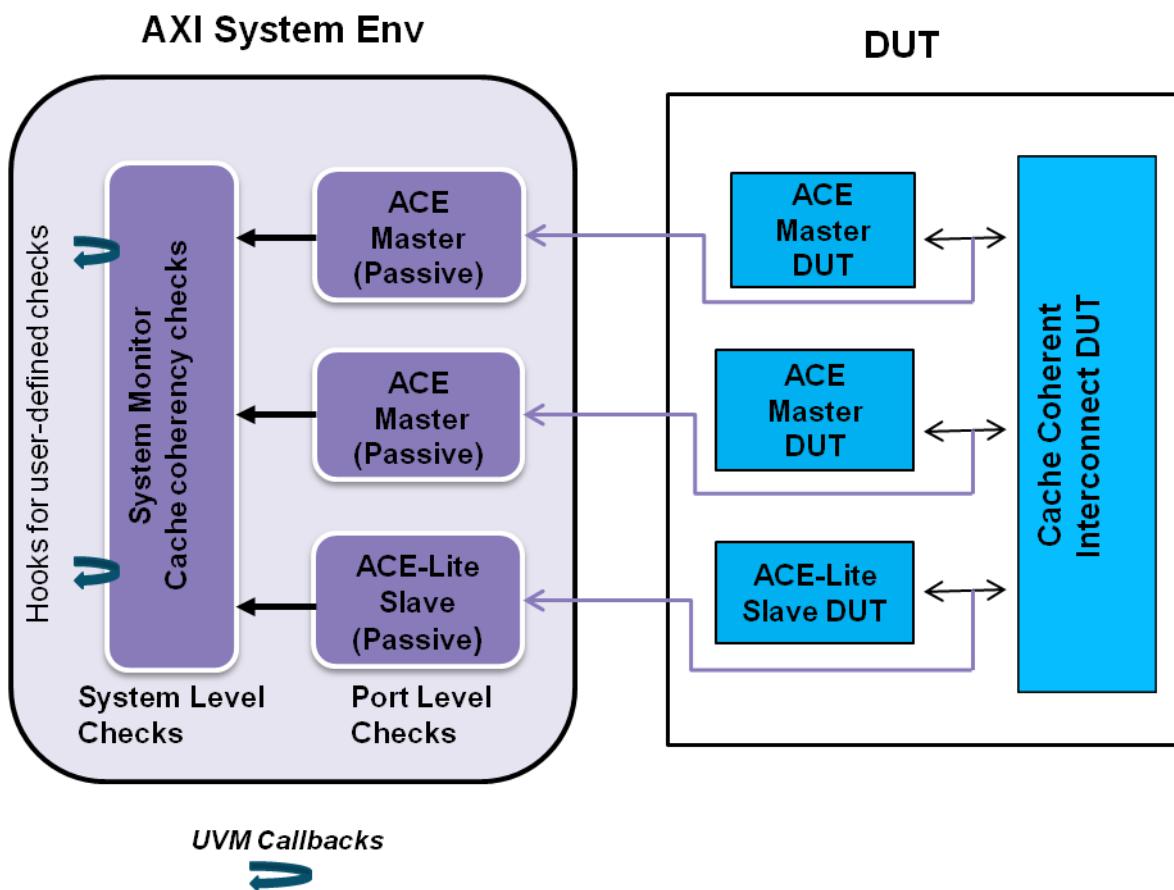 AXI System Env
DUT
Hooks for user-defined checks
System Monitor
Cache coherency checks
ACE
Master
(Passive)
ACE
Master
(Passive)
ACE-Lite
Slave
(Passive)
System Level
Checks
Port Level
Checks
ACE
Master
DUT
ACE
Master
DUT
ACE-Lite
Slave DUT
Cache Coherent
Interconnect DUT
UVM Callbacks